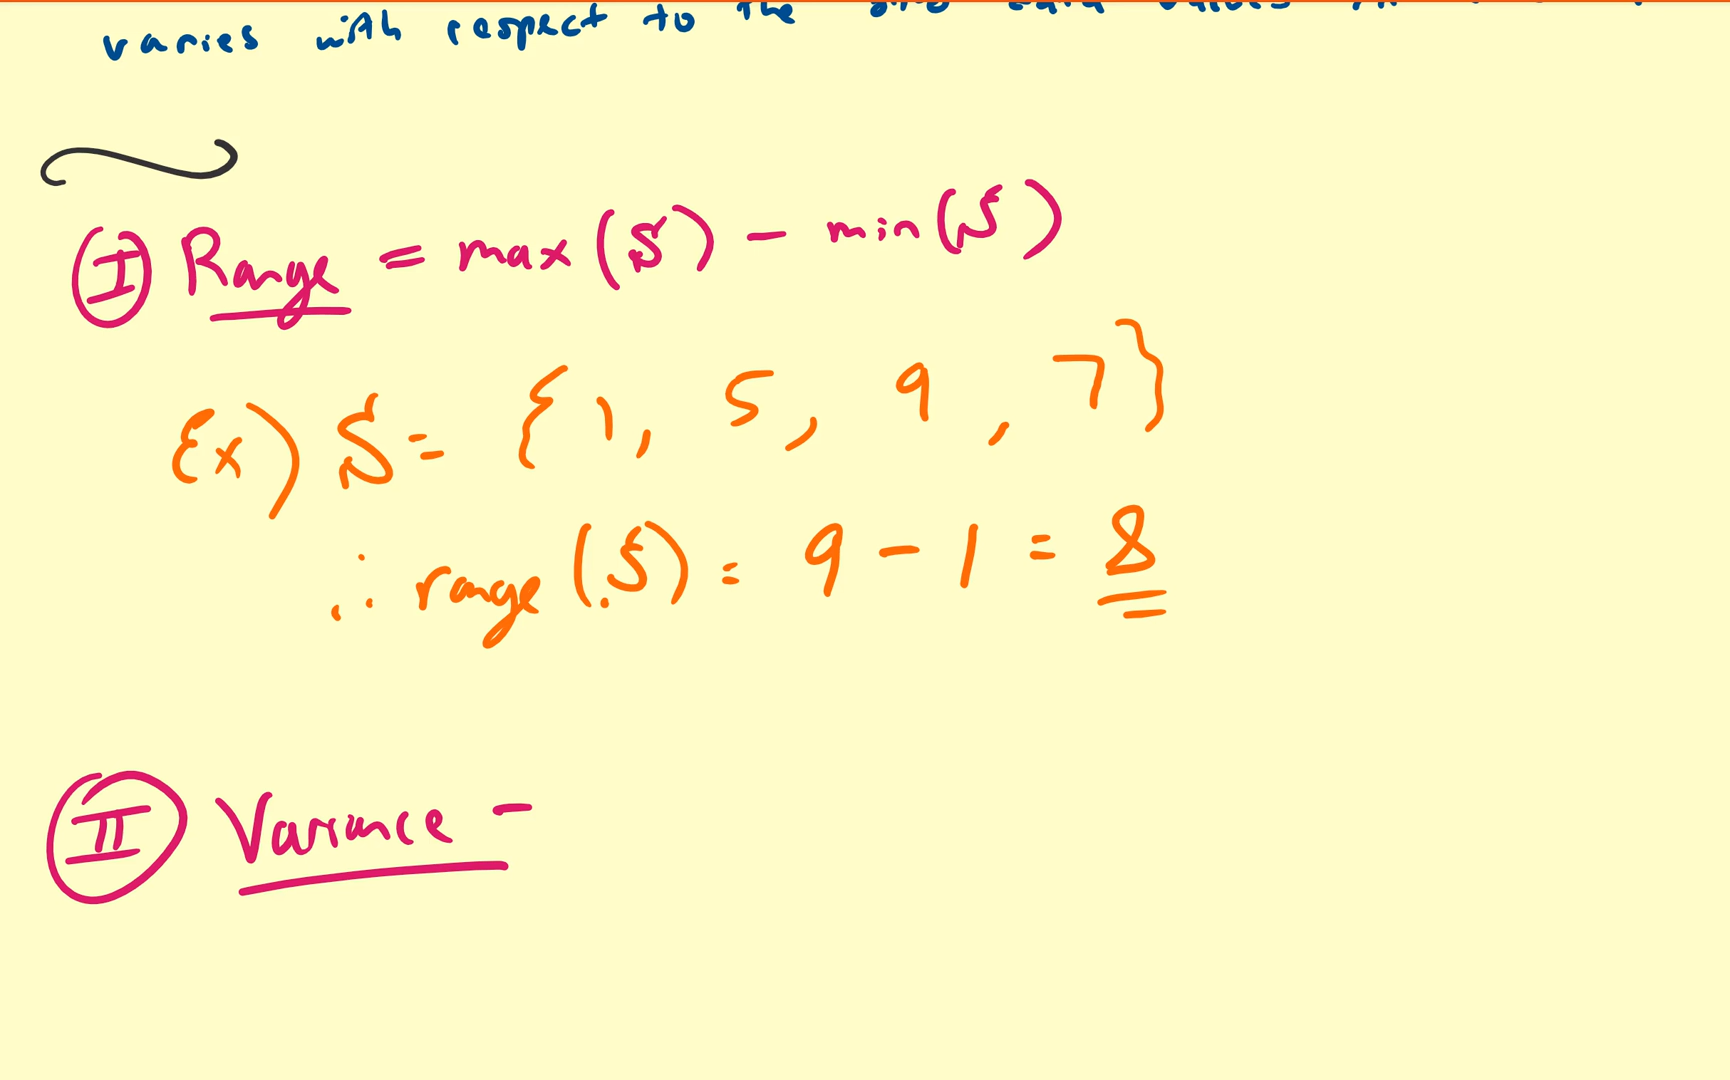 varies with respect to the
I Range = max(S) - min(S)
Ex) S = {1, 5, 9, 7}
∴ range(S) = 9 - 1 = 8
II Variance -